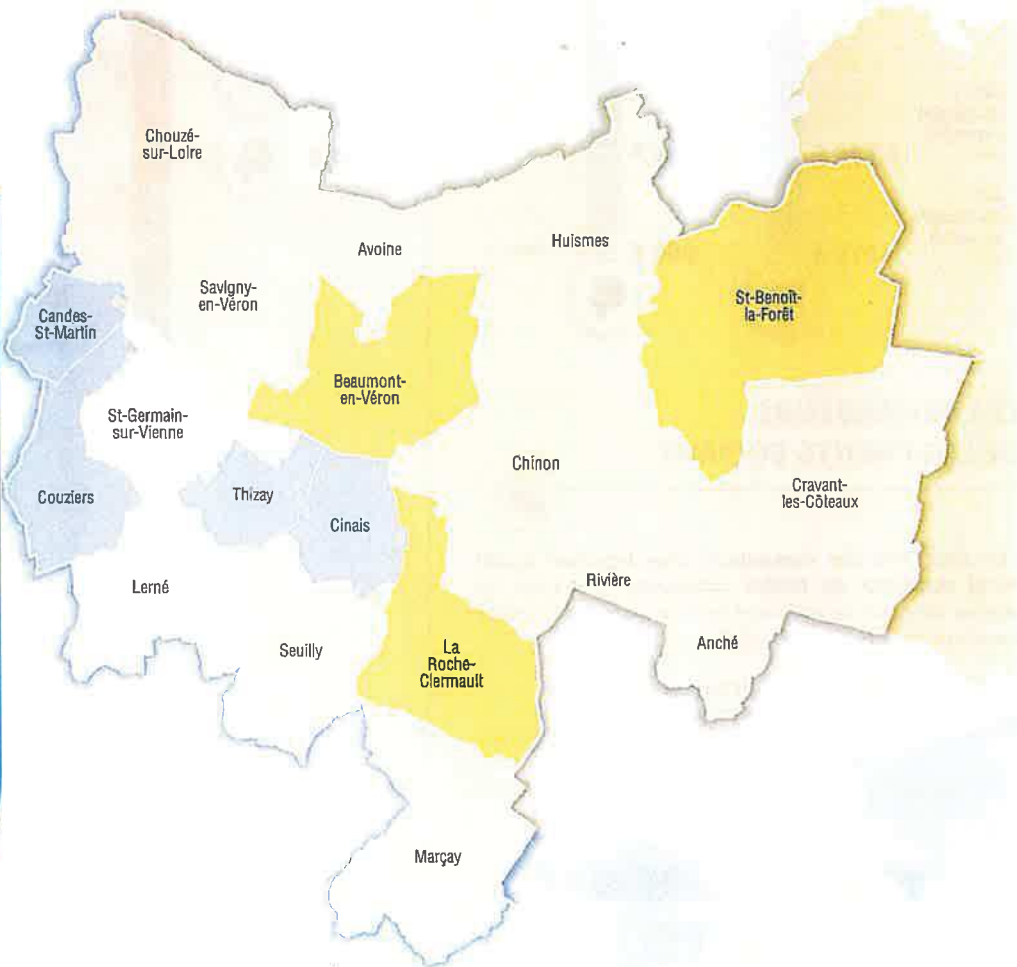 Chouzé-
sur-Loire
Avoine
Huismes
Savigny-
en-Véron
St-Benoît-
la-Forêt
Candes-
St-Martin
Beaumont-
en-Véron
St-Germain-
sur-Vienne
Chinon
Cravant-
les-Côteaux
Couziers
Thizay
Cinais
Lerné
Rivière
Seuilly
Anché
La
Roche-
Clermault
Marçay